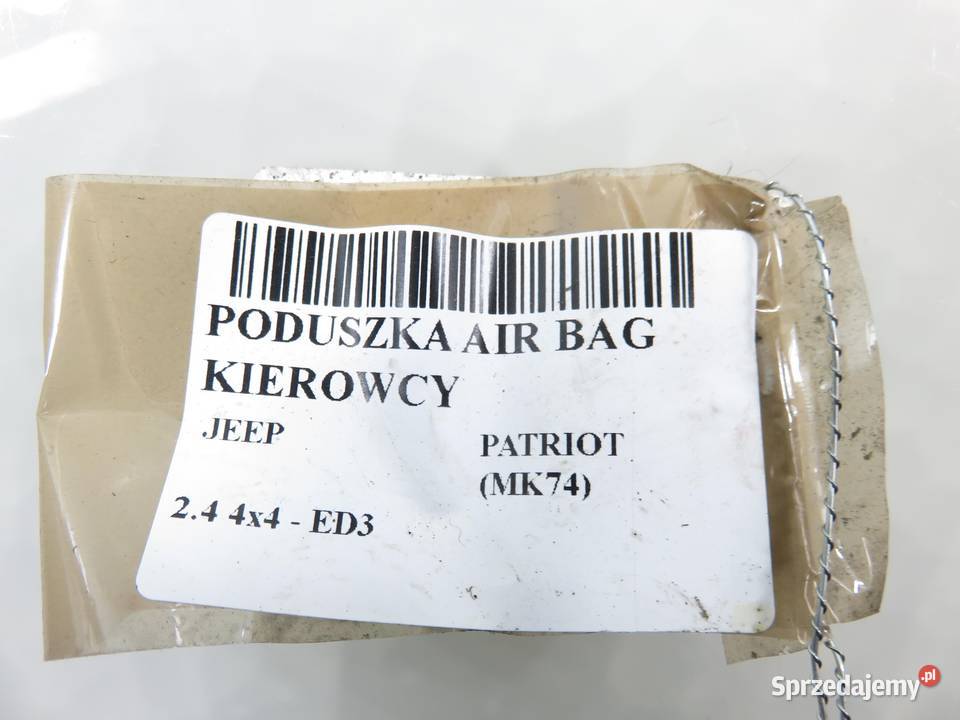 PODUSZKA AIR BAG
KIEROWCY
JEEP
PATRIOT
(MK74)
2.4 4x4 - ED3
Sprzedajemy.pl